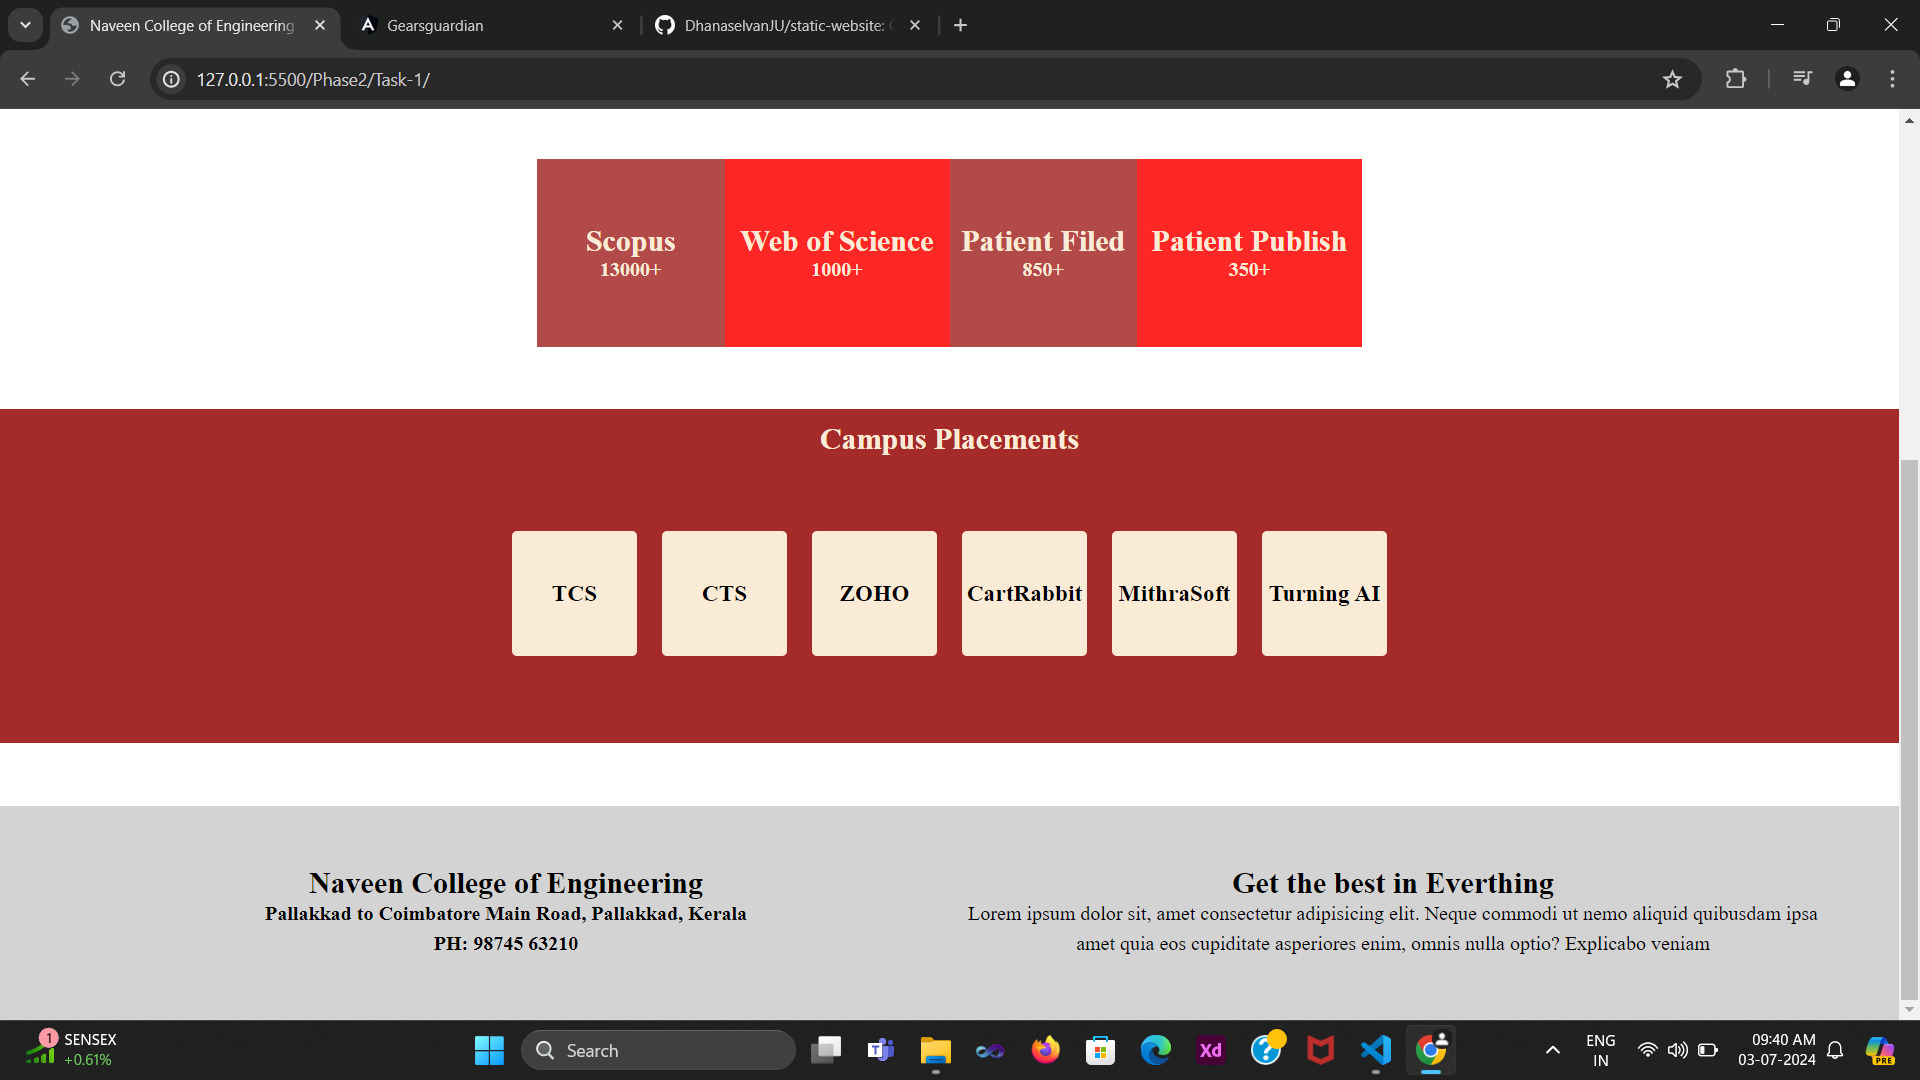 Naveen College of Engineering
Gearsguardian
DhanaselvanJU/static-website:
127.0.0.1:5500/Phase2/Task-1/
Scopus
13000+
Web of Science
1000+
Patient Filed
850+
Patient Publish
350+
Campus Placements
TCS
CTS
ZOHO
CartRabbit
MithraSoft
Turning AI
Naveen College of Engineering
Pallakkad to Coimbatore Main Road, Pallakkad, Kerala
PH: 98745 63210
Get the best in Everthing
Lorem ipsum dolor sit, amet consectetur adipisicing elit. Neque commodi ut nemo aliquid quibusdam ipsa
amet quia eos cupiditate asperiores enim, omnis nulla optio? Explicabo veniam
1
SENSEX
+0.61%
Search
Xd
ENG
IN
09:40 AM
03-07-2024
PRE